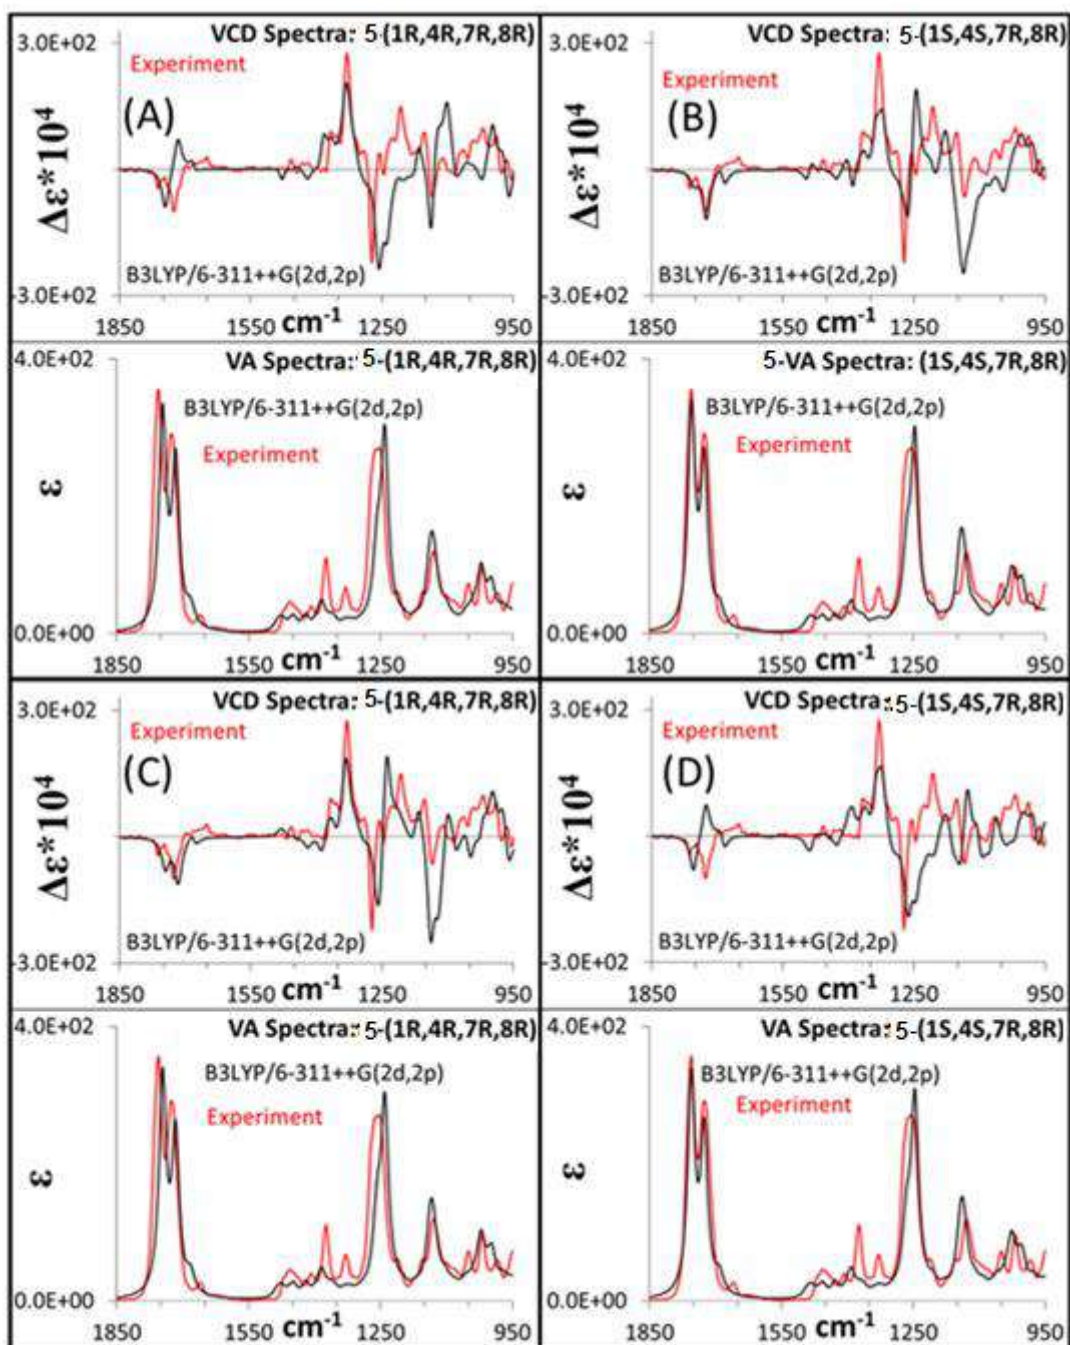 VCD Spectra: 5-(1R,4R,7R,8R)
3.0E+02
Experiment
(A)
Δε*10⁴
B3LYP/6-311++G(2d,2p)
-3.0E+02
1850 1550 cm⁻¹ 1250 950
VCD Spectra: 5-(1S,4S,7R,8R)
3.0E+02
Experiment
(B)
Δε*10⁴
B3LYP/6-311++G(2d,2p)
-3.0E+02
1850 1550 cm⁻¹ 1250 950
VA Spectra: 5-(1R,4R,7R,8R)
4.0E+02
B3LYP/6-311++G(2d,2p)
Experiment
ε
0.0E+00
1850 1550 cm⁻¹ 1250 950
5-VA Spectra: (1S,4S,7R,8R)
4.0E+02
B3LYP/6-311++G(2d,2p)
Experiment
ε
0.0E+00
1850 1550 cm⁻¹ 1250 950
VCD Spectra: 5-(1R,4R,7R,8R)
3.0E+02
Experiment
(C)
Δε*10⁴
B3LYP/6-311++G(2d,2p)
-3.0E+02
1850 1550 cm⁻¹ 1250 950
VCD Spectra: 5-(1S,4S,7R,8R)
3.0E+02
Experiment
(D)
Δε*10⁴
B3LYP/6-311++G(2d,2p)
-3.0E+02
1850 1550 cm⁻¹ 1250 950
VA Spectra: 5-(1R,4R,7R,8R)
4.0E+02
B3LYP/6-311++G(2d,2p)
Experiment
ε
0.0E+00
1850 1550 cm⁻¹ 1250 950
VA Spectra: 5-(1S,4S,7R,8R)
4.0E+02
B3LYP/6-311++G(2d,2p)
Experiment
ε
0.0E+00
1850 1550 cm⁻¹ 1250 950